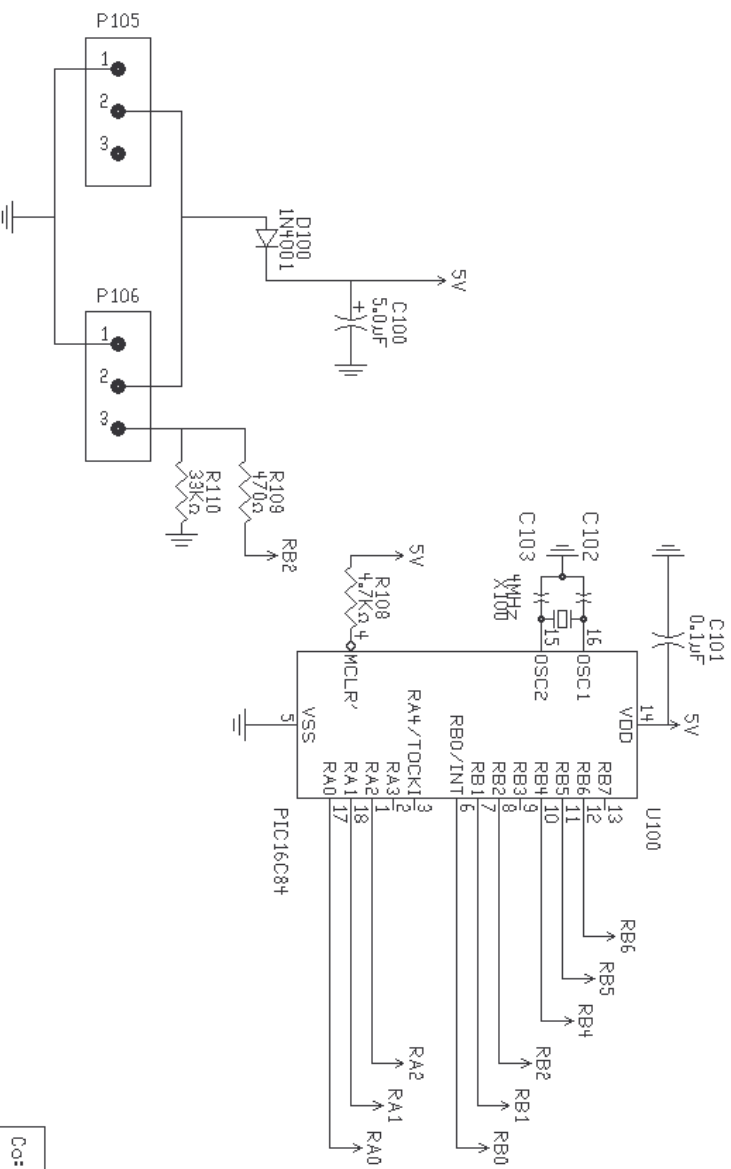 P105
1
2
3
P106
1
2
3
D100
1N4001
5V
C100
5.0µF
+
R109
470Ω
R110
33KΩ
RB2
5V
R108
4.7KΩ
4
MCLR'
C103
C102
4MHz
X100
15
16
OSC2
OSC1
C101
0.1µF
5V
14
VDD
5
VSS
RB7
13
RB6
12
RB5
11
RB4
10
RB3
9
RB2
8
RB1
7
RB0/INT
6
RA4/TOCKI
3
RA3
2
RA2
1
RA1
18
RA0
17
U100
PIC16C84
RB6
RB5
RB4
RB2
RB1
RB0
RA2
RA1
RA0